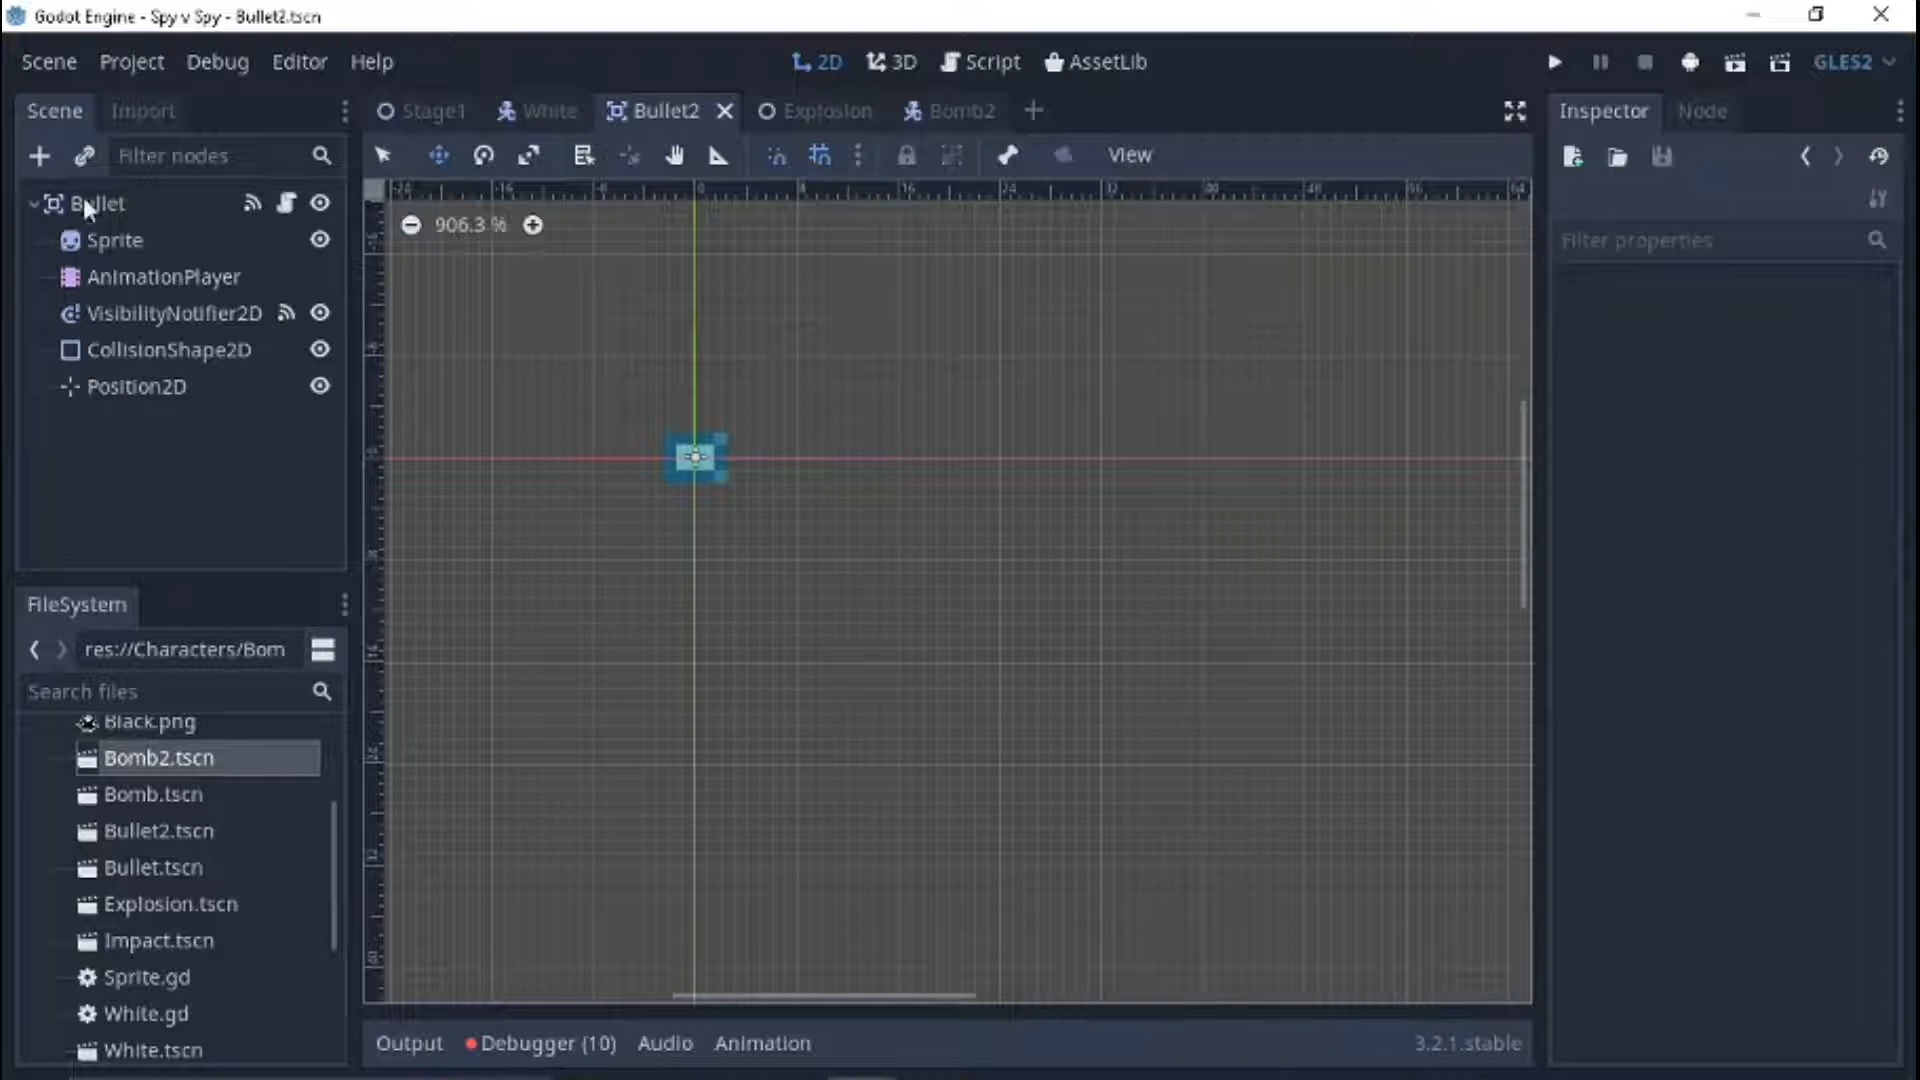 Godot Engine - Spy v Spy - Bullet2.tscn
Scene Project Debug Editor Help
2D 3D Script AssetLib
GLES2
Scene Import
Stage1 White Bullet2 Explosion Bomb2
Inspector Node
Filter nodes
View
Bullet
Sprite
AnimationPlayer
VisibilityNotifier2D
CollisionShape2D
Position2D
906.3 %
Filter properties
FileSystem
res://Characters/Bom
Search files
Black.png
Bomb2.tscn
Bomb.tscn
Bullet2.tscn
Bullet.tscn
Explosion.tscn
Impact.tscn
Sprite.gd
White.gd
White.tscn
Output Debugger (10) Audio Animation
3.2.1.stable